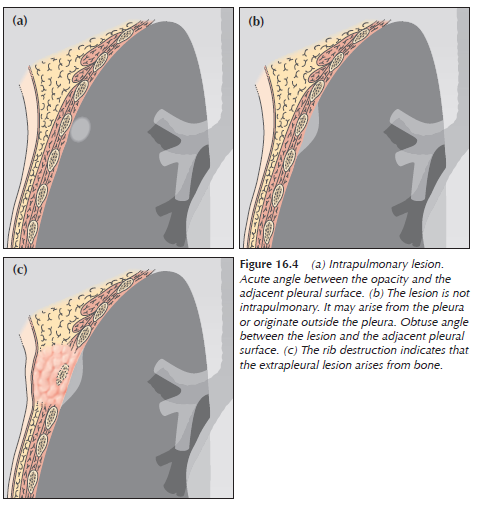 (a)
(b)
(c)
Figure 16.4 (a) Intrapulmonary lesion.
Acute angle between the opacity and the
adjacent pleural surface. (b) The lesion is not
intrapulmonary. It may arise from the pleura
or originate outside the pleura. Obtuse angle
between the lesion and the adjacent pleural
surface. (c) The rib destruction indicates that
the extrapleural lesion arises from bone.